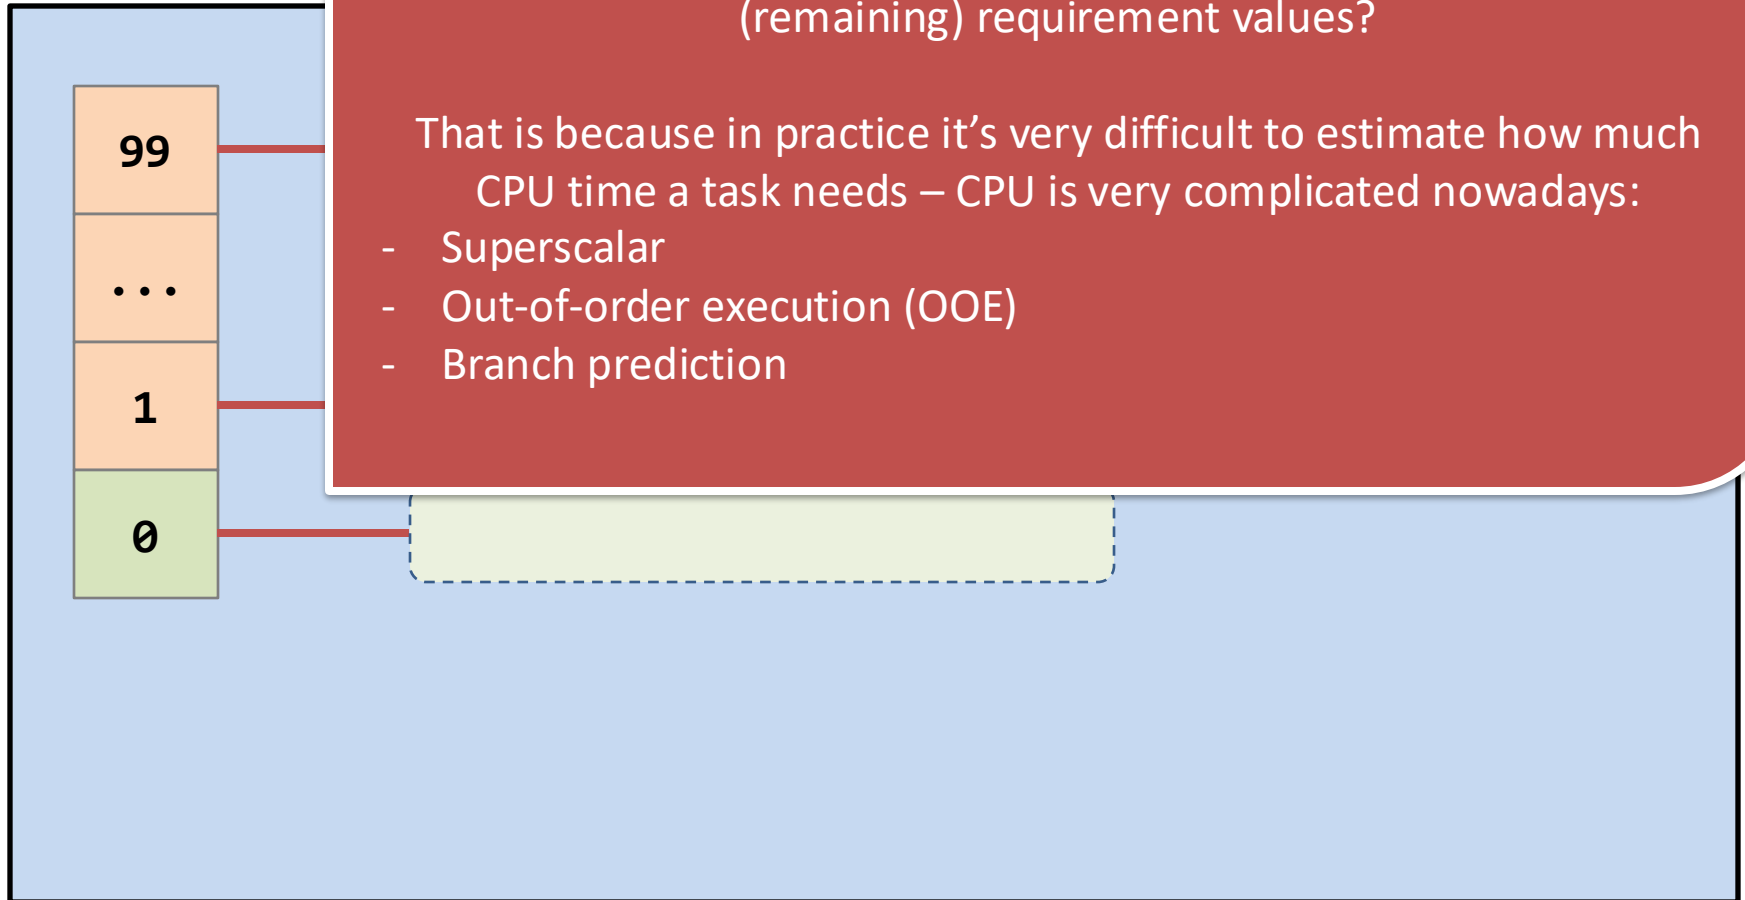 (remaining) requirement values?
99
That is because in practice it’s very difficult to estimate how much
CPU time a task needs – CPU is very complicated nowadays:
- Superscalar
...
- Out-of-order execution (OOE)
- Branch prediction
1
0